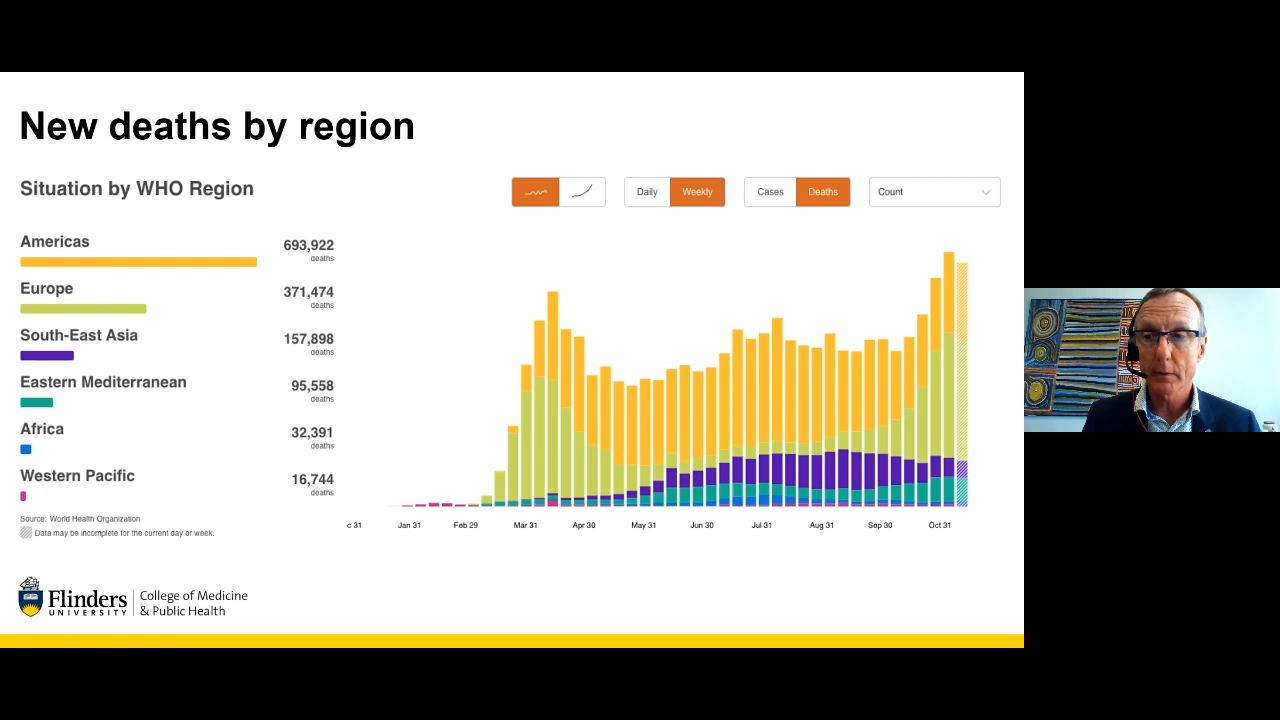 New deaths by region
Situation by WHO Region
Daily
Weekly
Cases
Deaths
Count
Americas
693,922
deaths
Europe
371,474
deaths
South-East Asia
157,898
deaths
Eastern Mediterranean
95,558
deaths
Africa
32,391
deaths
Western Pacific
16,744
deaths
Source: World Health Organization
Data may be incomplete for the current day or week.
c 31
Jan 31
Feb 29
Mar 31
Apr 30
May 31
Jun 30
Jul 31
Aug 31
Sep 30
Oct 31
Flinders
UNIVERSITY
College of Medicine
& Public Health